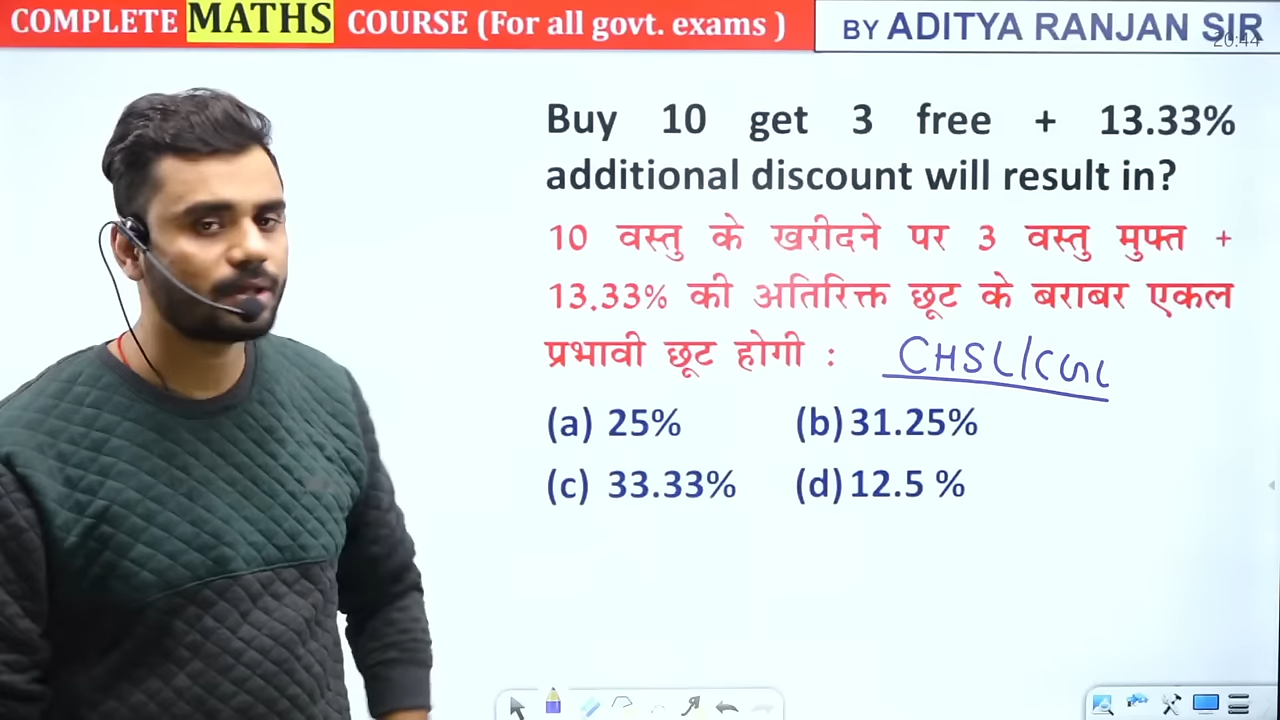 COMPLETE MATHS COURSE (For all govt. exams )
BY ADITYA RANJAN SIR
20:44
Buy 10 get 3 free + 13.33%
additional discount will result in?
10 वस्तु के खरीदने पर 3 वस्तु मुफ्त +
13.33% की अतिरिक्त छूट के बराबर एकल
प्रभावी छूट होगी :
CHSL/CGL
(a) 25% (b) 31.25%
(c) 33.33% (d) 12.5 %